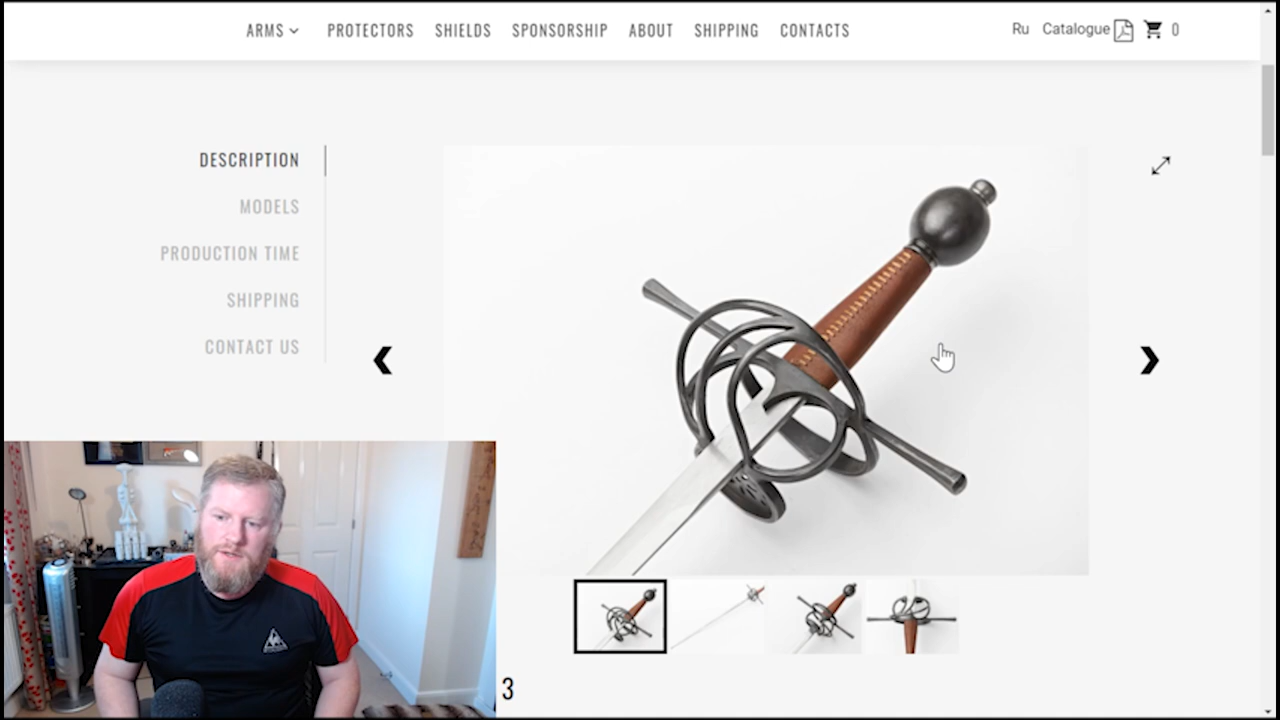 ARMS PROTECTORS SHIELDS SPONSORSHIP ABOUT SHIPPING CONTACTS Ru Catalogue 0
DESCRIPTION
MODELS
PRODUCTION TIME
SHIPPING
CONTACT US
3